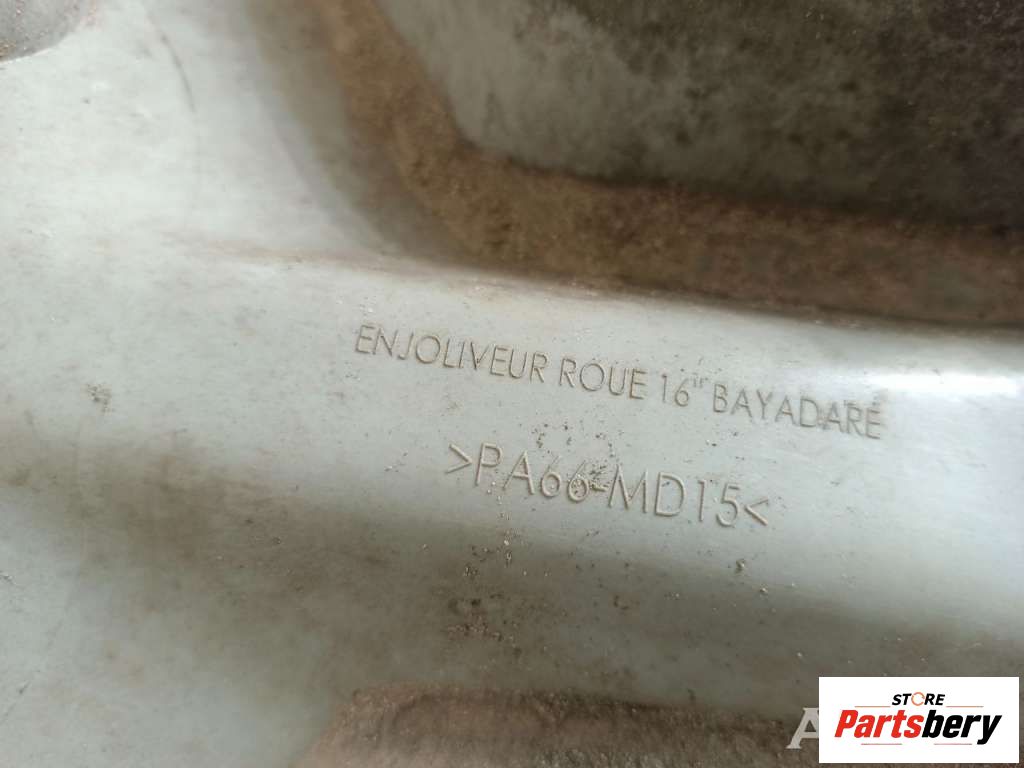 ENJOLIVEUR ROUE 16" BAYADARE
>PA66-MD15<
STORE
Partsbery